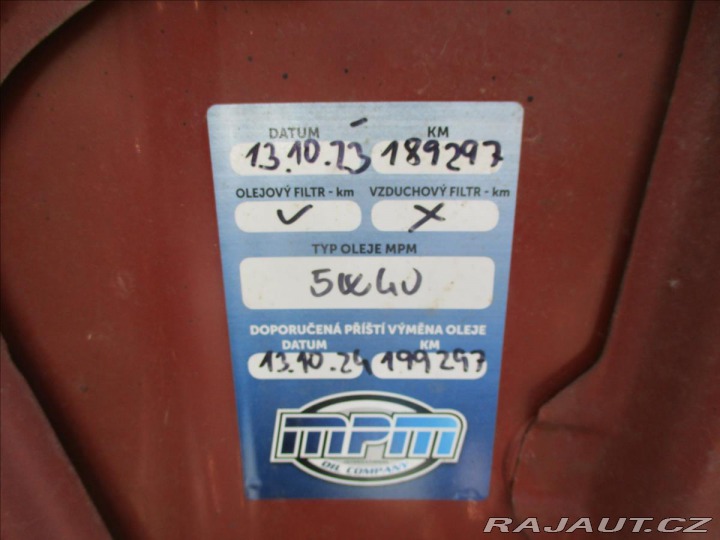 DATUM KM
13.10.23 189297
OLEJOVÝ FILTR - km VZDUCHOVÝ FILTR - km
✓ X
TYP OLEJE MPM
5W40
DOPORUČENÁ PŘÍŠTÍ VÝMĚNA OLEJE
DATUM KM
13.10.24 199297
MPM
OIL COMPANY
RAJAUT.CZ